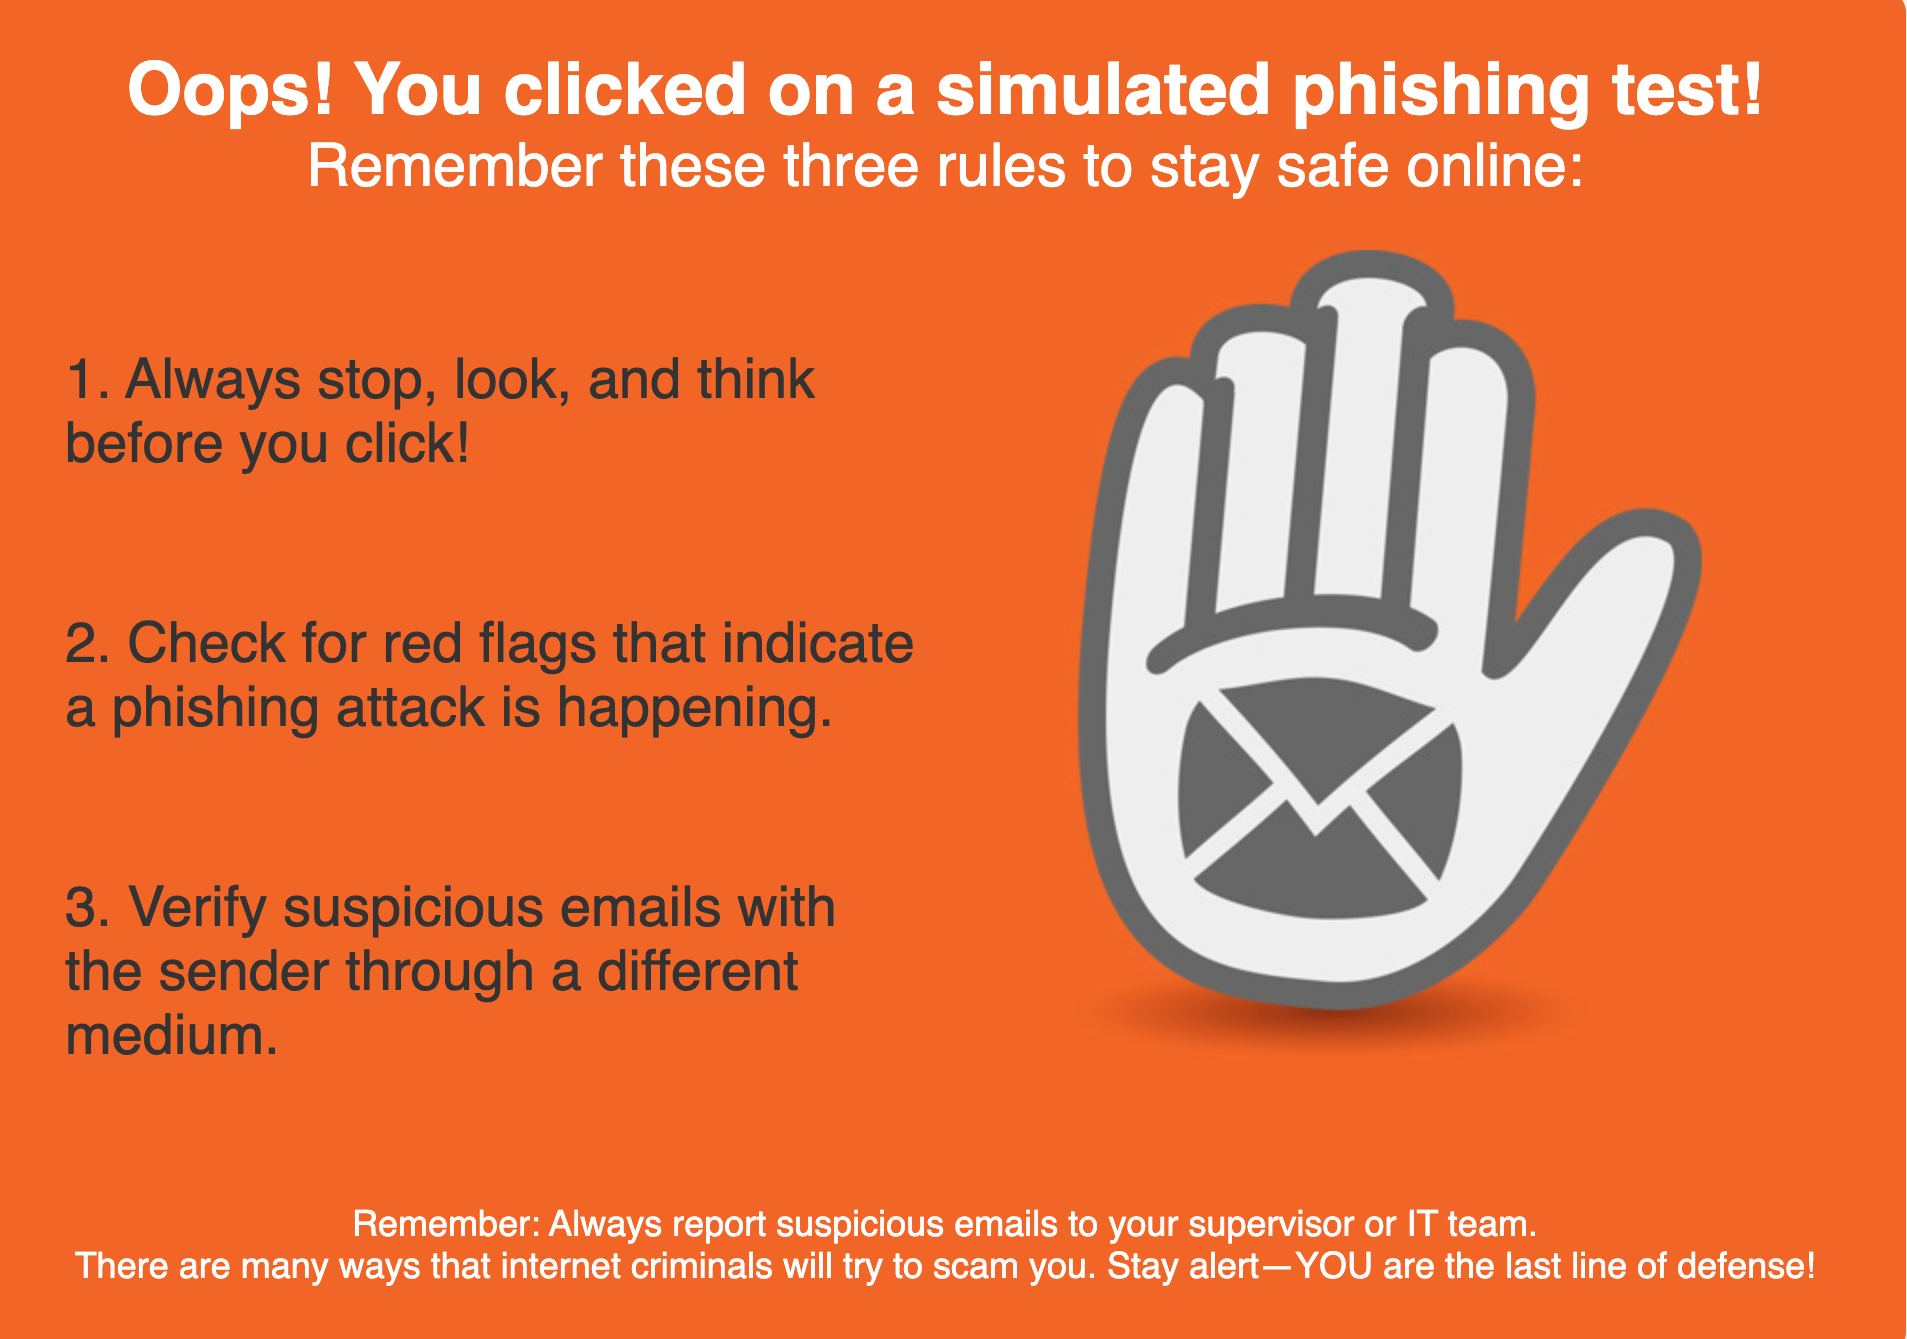 Oops! You clicked on a simulated phishing test!
Remember these three rules to stay safe online:
1. Always stop, look, and think
before you click!
2. Check for red flags that indicate
a phishing attack is happening.
3. Verify suspicious emails with
the sender through a different
medium.
Remember: Always report suspicious emails to your supervisor or IT team.
There are many ways that internet criminals will try to scam you. Stay alert—YOU are the last line of defense!